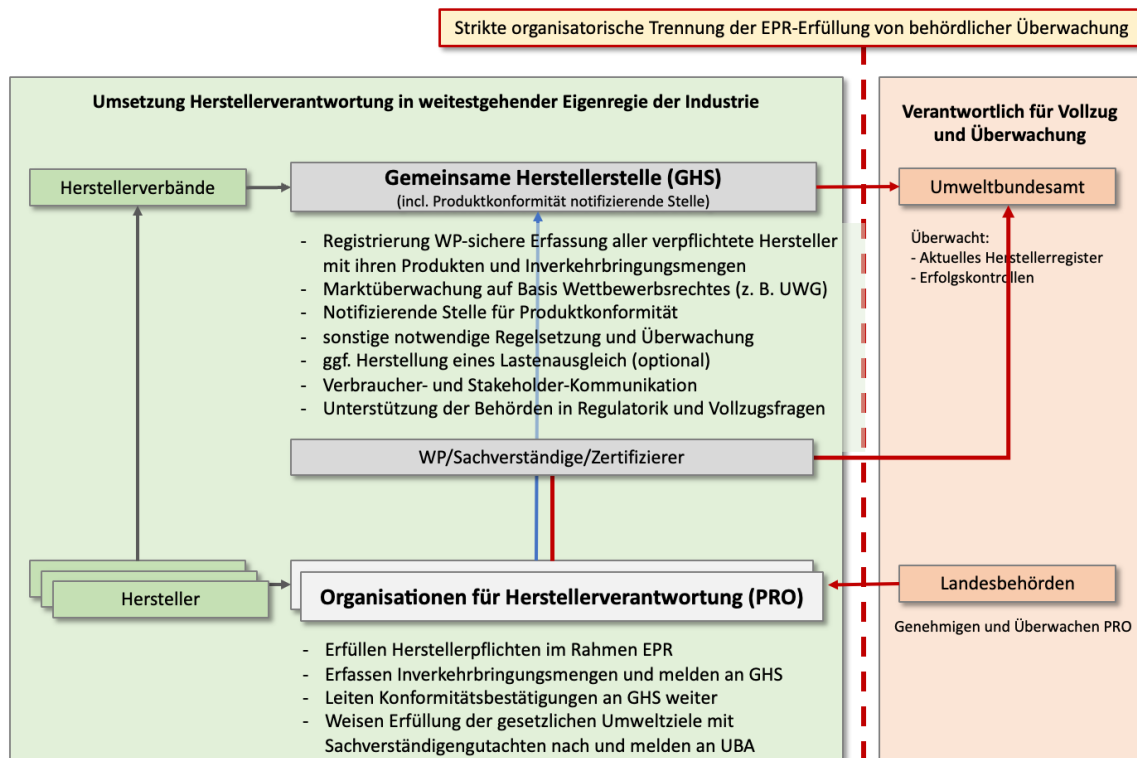 Strikte organisatorische Trennung der EPR-Erfüllung von behördlicher Überwachung
Umsetzung Herstellerverantwortung in weitestgehender Eigenregie der Industrie
Verantwortlich für Vollzug
und Überwachung
Herstellerverbände
Gemeinsame Herstellerstelle (GHS)
(incl. Produktkonformität notifizierende Stelle)
Umweltbundesamt
- Registrierung WP-sichere Erfassung aller verpflichtete Hersteller
mit ihren Produkten und Inverkehrbringungsmengen
- Marktüberwachung auf Basis Wettbewerbsrechtes (z. B. UWG)
- Notifizierende Stelle für Produktkonformität
- sonstige notwendige Regelsetzung und Überwachung
- ggf. Herstellung eines Lastenausgleich (optional)
- Verbraucher- und Stakeholder-Kommunikation
- Unterstützung der Behörden in Regulatorik und Vollzugsfragen
Überwacht:
- Aktuelles Herstellerregister
- Erfolgskontrollen
WP/Sachverständige/Zertifizierer
Hersteller
Organisationen für Herstellerverantwortung (PRO)
Landesbehörden
Genehmigen und Überwachen PRO
- Erfüllen Herstellerpflichten im Rahmen EPR
- Erfassen Inverkehrbringungsmengen und melden an GHS
- Leiten Konformitätsbestätigungen an GHS weiter
- Weisen Erfüllung der gesetzlichen Umweltziele mit
Sachverständigengutachten nach und melden an UBA